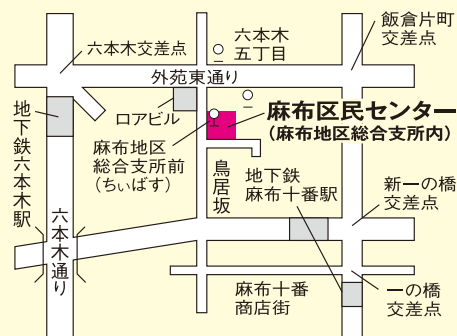 六本木交差点
六本木
五丁目
飯倉片町
交差点
外苑東通り
地下鉄六本木駅
ロアビル
麻布区民センター
(麻布地区総合支所内)
麻布地区
総合支所前
(ちぃばす)
鳥居坂
地下鉄
麻布十番駅
新一の橋
交差点
六本木通り
麻布十番
商店街
一の橋
交差点